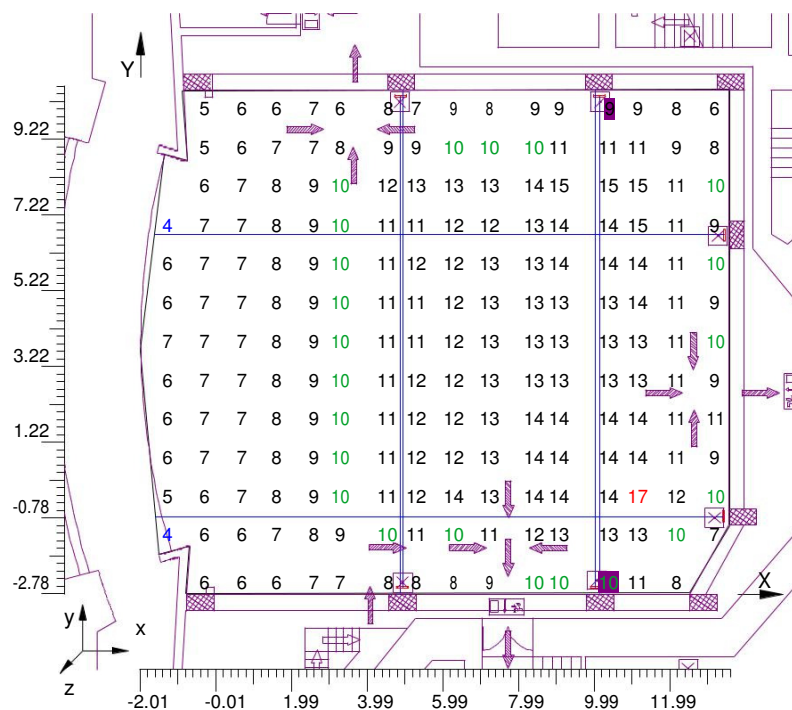 Y
5 6 6 7 6 8 7 9 8 9 9 9 9 8 6
9.22
5 6 7 7 8 9 9 10 10 10 11 11 11 9 8
6 7 8 9 10 12 13 13 13 14 15 15 15 11 10
7.22
4 7 7 8 9 10 11 11 12 12 13 14 14 15 11 9
6 7 7 8 9 10 11 12 12 13 13 14 14 14 11 10
5.22
6 7 7 8 9 10 11 11 12 13 13 14 14 14 11 9
7 7 7 8 9 10 11 11 12 13 13 13 13 13 11 10
3.22
6 7 7 8 9 10 11 12 12 13 13 13 13 13 11 9
6 7 7 8 9 10 11 12 12 13 14 14 14 14 11 11
1.22
6 7 7 8 9 10 11 12 12 13 14 14 14 14 11 9
5 6 7 8 9 10 11 12 14 13 14 14 14 17 12 10
-0.78
4 6 6 7 8 9 10 11 10 11 12 13 13 13 10 7
6 6 6 7 7 8 8 8 9 10 10 10 11 8
-2.78
X
y
x
z
-2.01 -0.01 1.99 3.99 5.99 7.99 9.99 11.99